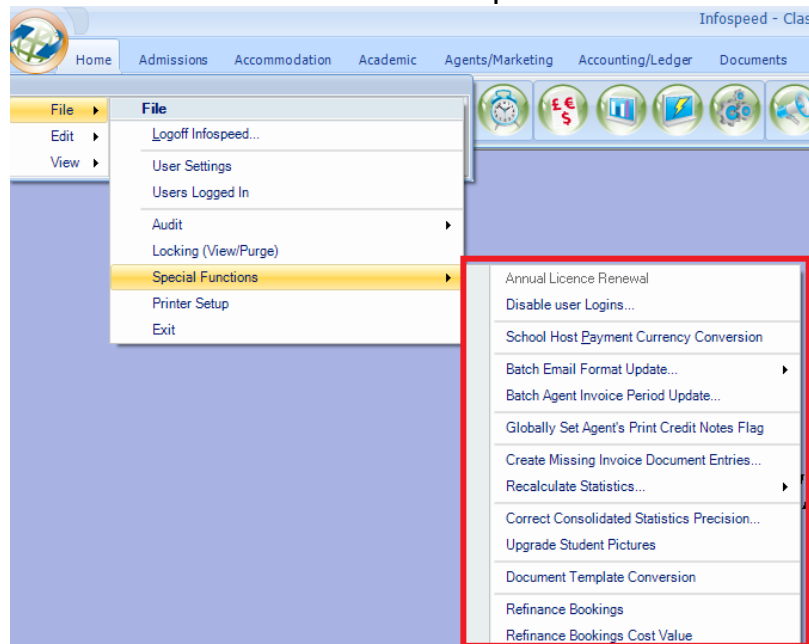 Infospeed - Clas
Home Admissions Accommodation Academic Agents/Marketing Accounting/Ledger Documents
File
Edit
View
File
Logoff Infospeed...
User Settings
Users Logged In
Audit
Locking (View/Purge)
Special Functions
Printer Setup
Exit
Annual Licence Renewal
Disable user Logins...
School Host Payment Currency Conversion
Batch Email Format Update...
Batch Agent Invoice Period Update...
Globally Set Agent's Print Credit Notes Flag
Create Missing Invoice Document Entries...
Recalculate Statistics...
Correct Consolidated Statistics Precision...
Upgrade Student Pictures
Document Template Conversion
Refinance Bookings
Refinance Bookings Cost Value